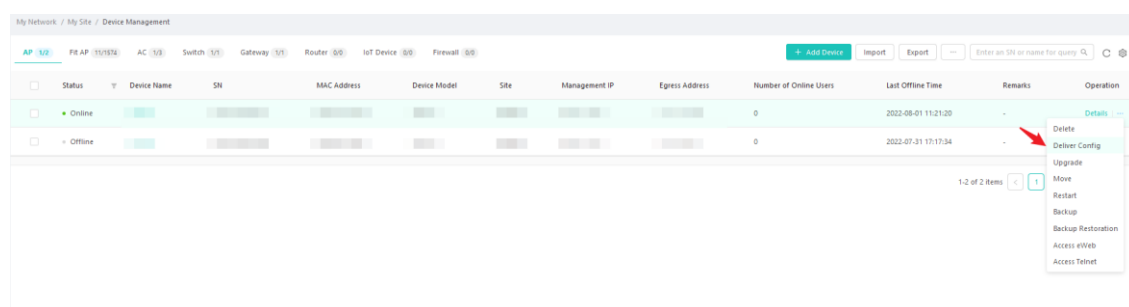 My Network / My Site / Device Management
AP 1/2 Fit AP 11/1874 AC 1/3 Switch 1/1 Gateway 1/1 Router 0/0 IoT Device 0/0 Firewall 0/0 + Add Device Import Export ··· Enter an SN or name for query
Status Device Name SN MAC Address Device Model Site Management IP Egress Address Number of Online Users Last Offline Time Remarks Operation
Online 0 2022-08-01 11:21:20 - Details ···
Offline 0 2022-07-31 17:17:34 -
Delete
Deliver Config
Upgrade
1-2 of 2 items < 1
Move
Restart
Backup
Backup Restoration
Access eWeb
Access Telnet